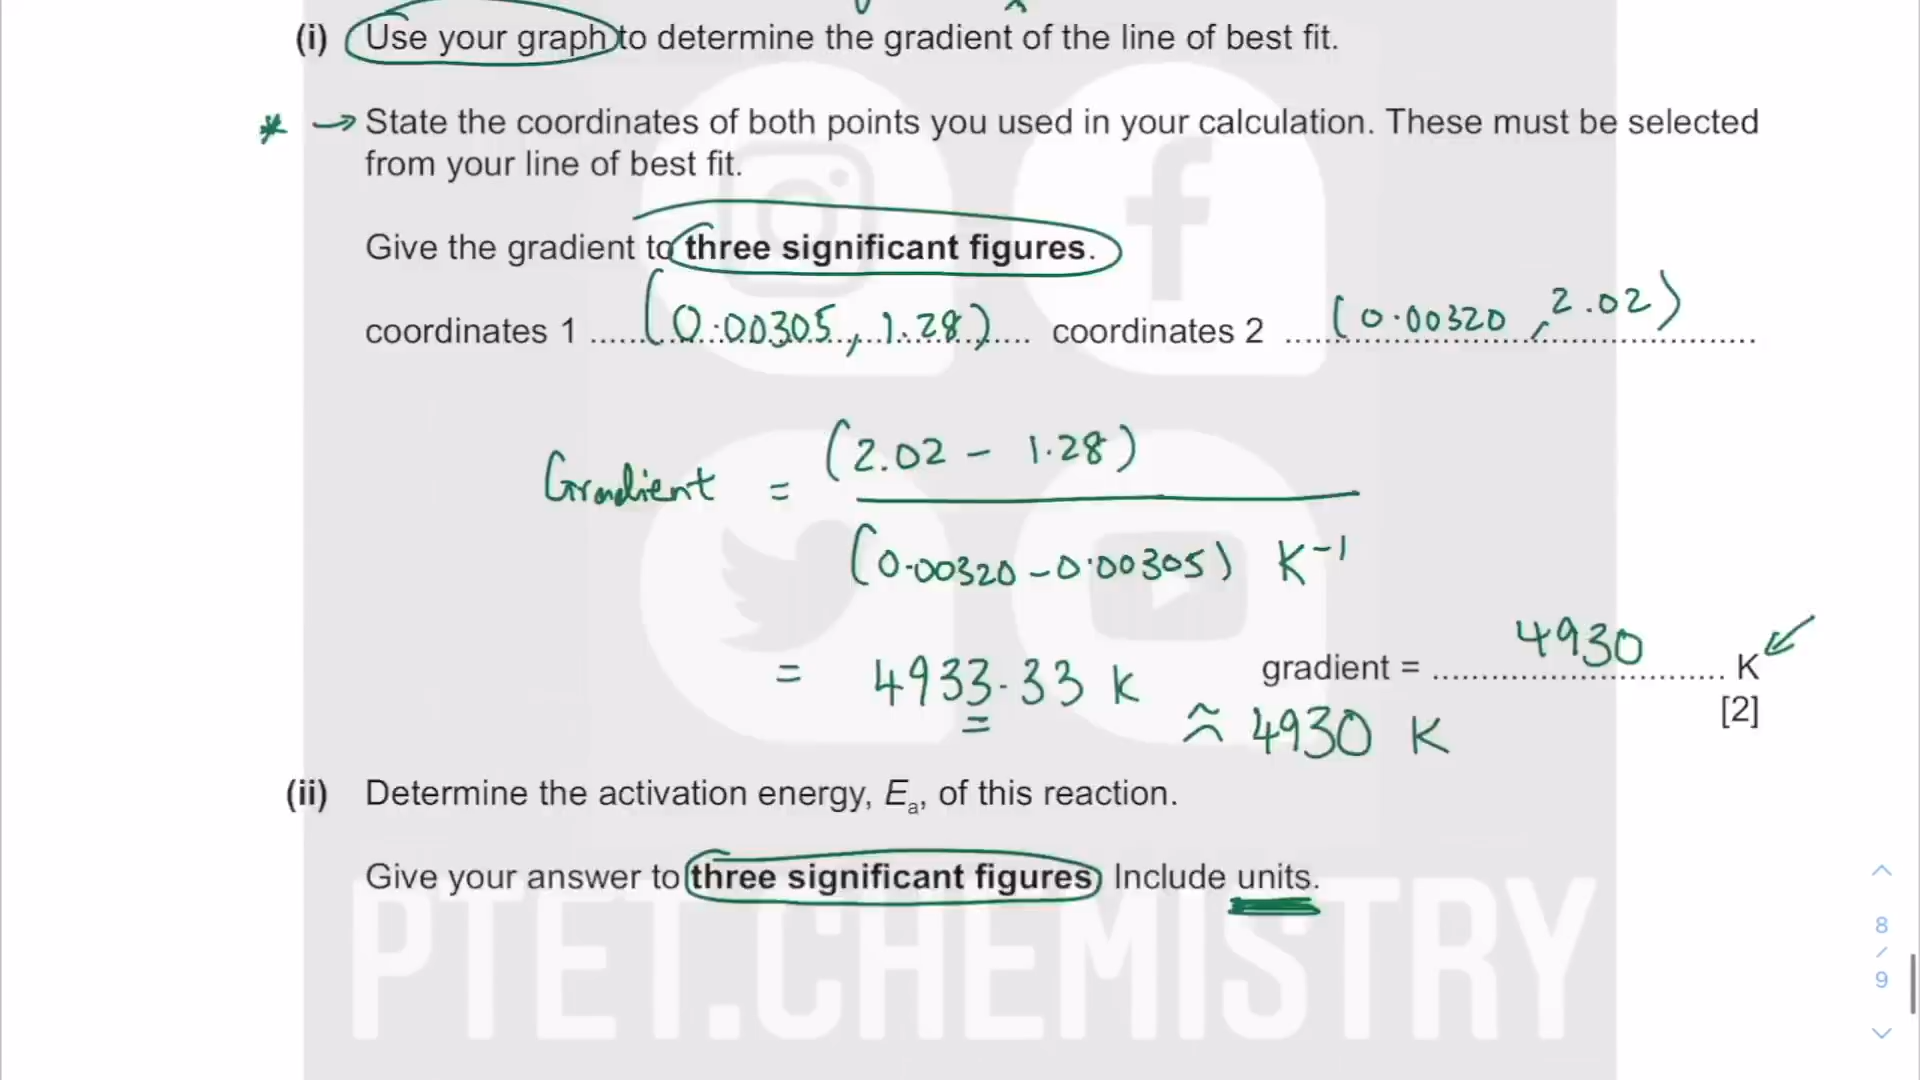 (i) Use your graph to determine the gradient of the line of best fit.
* → State the coordinates of both points you used in your calculation. These must be selected
from your line of best fit.
Give the gradient to three significant figures.
coordinates 1 ..... (0.00305, 1.28) .... coordinates 2 ..... (0.00320, 2.02) .....
Gradient = (2.02 - 1.28)
(0.00320 - 0.00305) K⁻¹
= 4933.33 K
gradient = ..... 4930 ..... K
[2]
≈ 4930 K
(ii) Determine the activation energy, Eₐ, of this reaction.
Give your answer to three significant figures. Include units.
PTET.CHEMISTRY
8
/
9